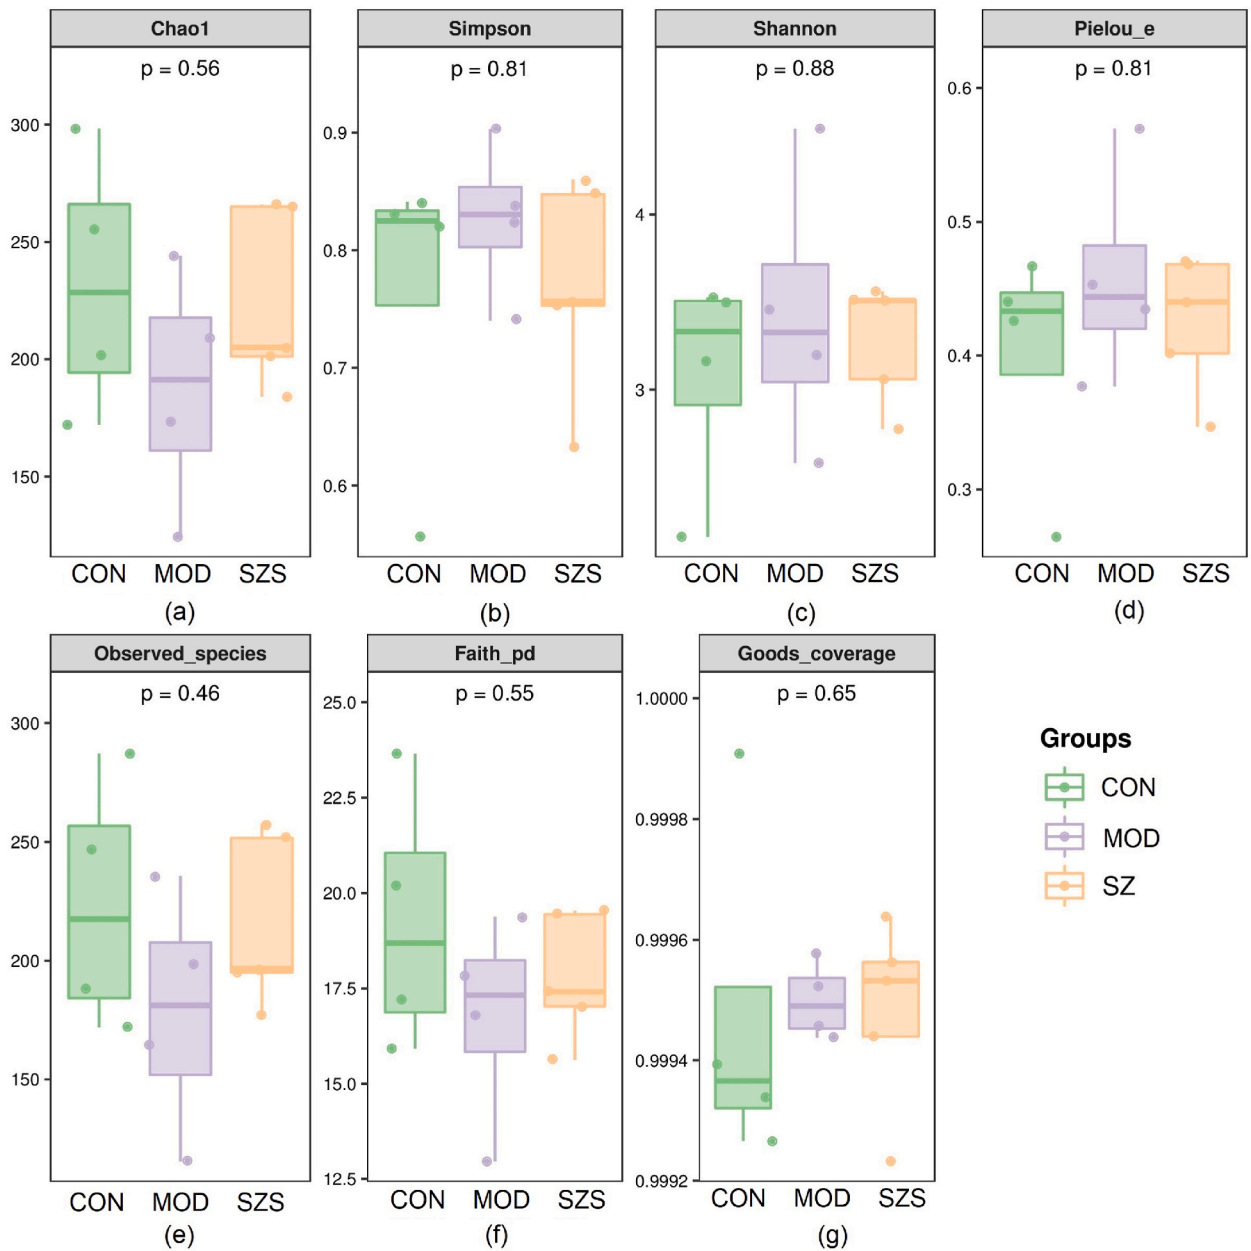 Chao1
p = 0.56
300
250
200
150
CON MOD SZS
(a)
Simpson
p = 0.81
0.9
0.8
0.7
0.6
CON MOD SZS
(b)
Shannon
p = 0.88
4
3
CON MOD SZS
(c)
Pielou_e
p = 0.81
0.6
0.5
0.4
0.3
CON MOD SZS
(d)
Observed_species
p = 0.46
300
250
200
150
CON MOD SZS
(e)
Faith_pd
p = 0.55
25.0
22.5
20.0
17.5
15.0
12.5
CON MOD SZS
(f)
Goods_coverage
p = 0.65
1.0000
0.9998
0.9996
0.9994
0.9992
CON MOD SZS
(g)
Groups
CON
MOD
SZ